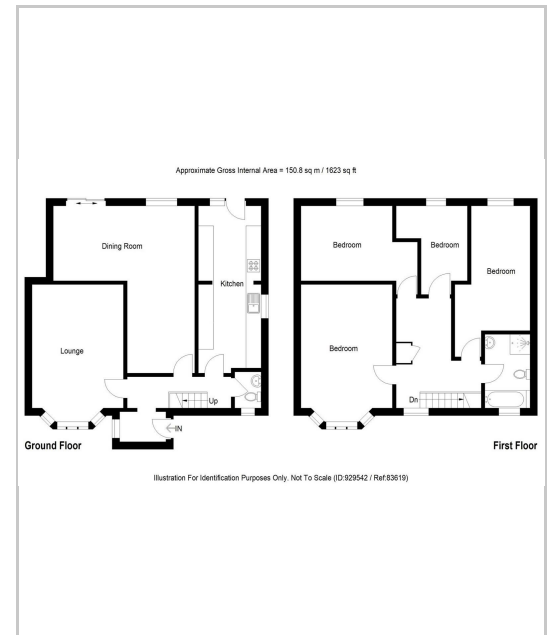 Approximate Gross Internal Area = 150.8 sq m / 1623 sq ft
Dining Room
Kitchen
Lounge
Up
IN
Ground Floor
Bedroom
Bedroom
Bedroom
Bedroom
Dn
First Floor
Illustration For Identification Purposes Only. Not To Scale (ID:929542 / Ref:83619)